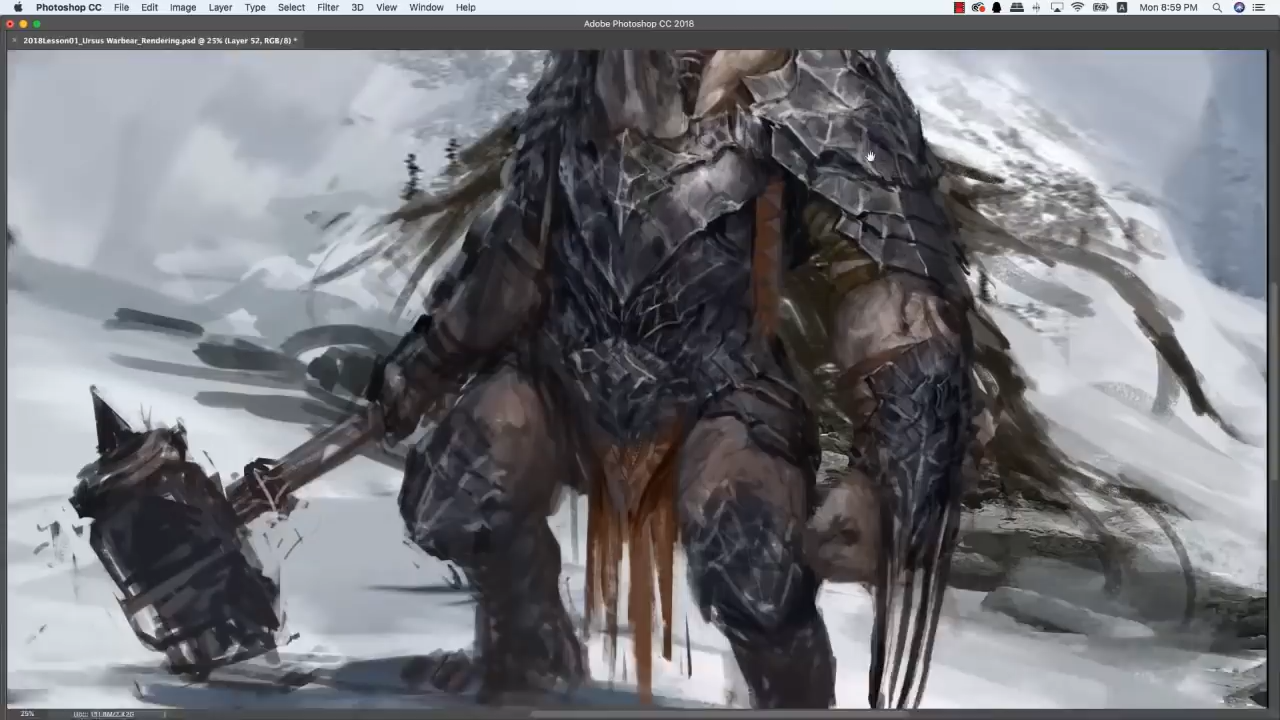 Photoshop CC File Edit Image Layer Type Select Filter 3D View Window Help Mon 8:59 PM
Adobe Photoshop CC 2018
2018Lesson01_Ursus Warbear_Rendering.psd @ 25% (Layer 52, RGB/8) *
25%